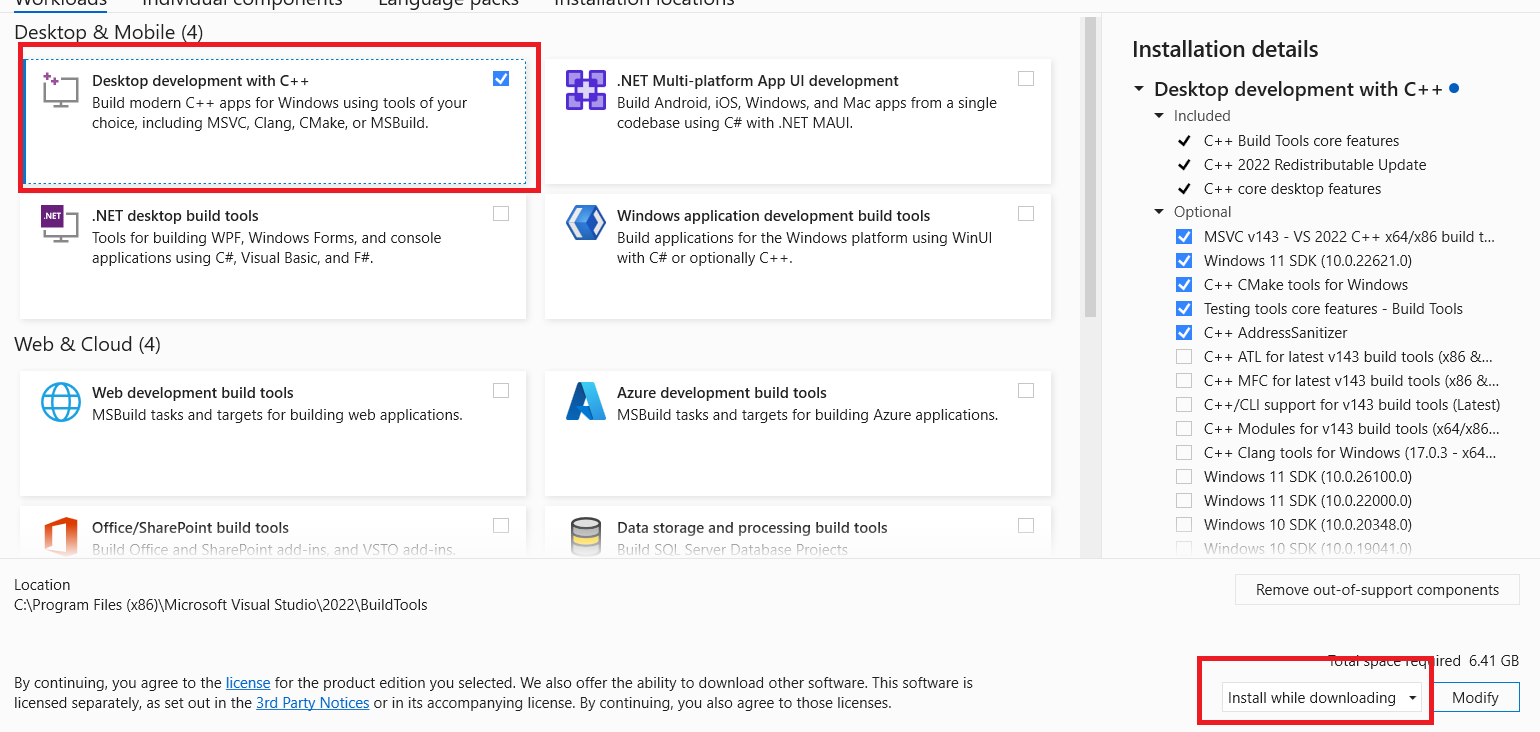 Workloads
Individual components
Language packs
Installation locations
Desktop & Mobile (4)
Desktop development with C++
Build modern C++ apps for Windows using tools of your
choice, including MSVC, Clang, CMake, or MSBuild.
.NET Multi-platform App UI development
Build Android, iOS, Windows, and Mac apps from a single
codebase using C# with .NET MAUI.
.NET
.NET desktop build tools
Tools for building WPF, Windows Forms, and console
applications using C#, Visual Basic, and F#.
Windows application development build tools
Build applications for the Windows platform using WinUI
with C# or optionally C++.
Web & Cloud (4)
Web development build tools
MSBuild tasks and targets for building web applications.
Azure development build tools
MSBuild tasks and targets for building Azure applications.
Office/SharePoint build tools
Build Office and SharePoint add-ins, and VSTO add-ins.
Data storage and processing build tools
Build SQL Server Database Projects
Installation details
Desktop development with C++
Included
C++ Build Tools core features
C++ 2022 Redistributable Update
C++ core desktop features
Optional
MSVC v143 - VS 2022 C++ x64/x86 build t...
Windows 11 SDK (10.0.22621.0)
C++ CMake tools for Windows
Testing tools core features - Build Tools
C++ AddressSanitizer
C++ ATL for latest v143 build tools (x86 &...
C++ MFC for latest v143 build tools (x86 &...
C++/CLI support for v143 build tools (Latest)
C++ Modules for v143 build tools (x64/x86...
C++ Clang tools for Windows (17.0.3 - x64...
Windows 11 SDK (10.0.26100.0)
Windows 11 SDK (10.0.22000.0)
Windows 10 SDK (10.0.20348.0)
Windows 10 SDK (10.0.19041.0)
Location
C:\Program Files (x86)\Microsoft Visual Studio\2022\BuildTools
Remove out-of-support components
Total space required 6.41 GB
By continuing, you agree to the license for the product edition you selected. We also offer the ability to download other software. This software is
licensed separately, as set out in the 3rd Party Notices or in its accompanying license. By continuing, you also agree to those licenses.
Install while downloading
Modify